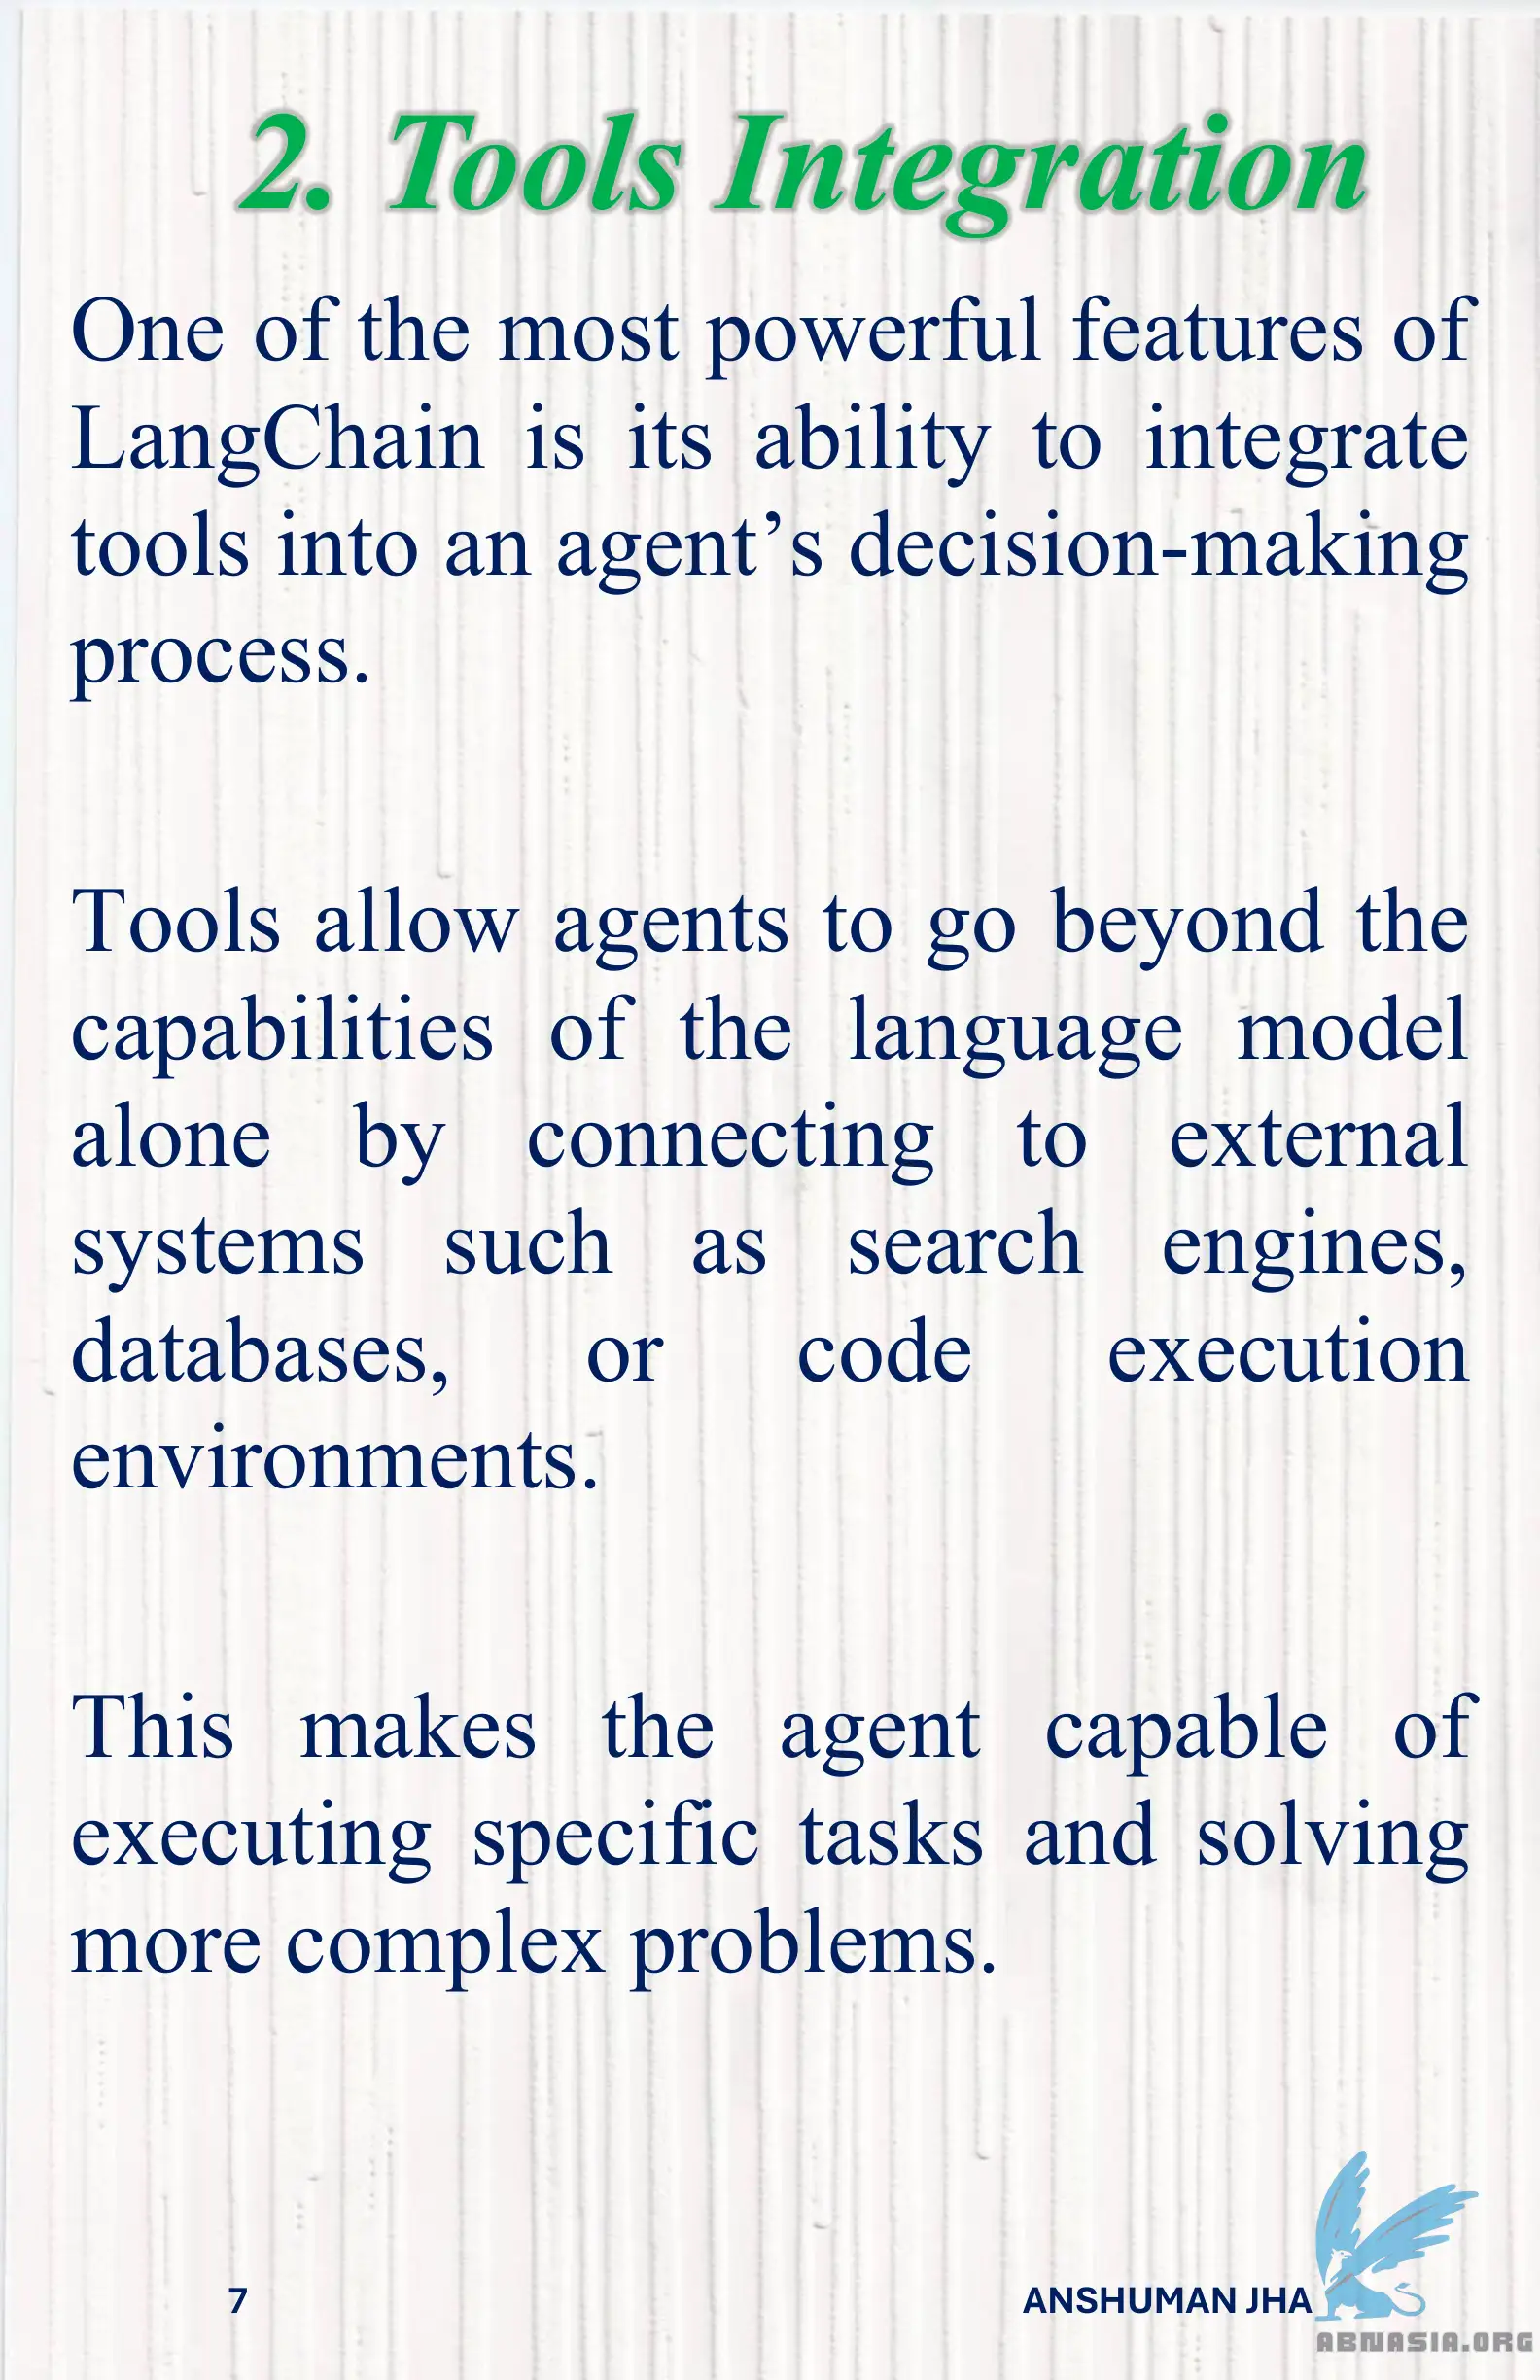 2. Tools Integration
One of the most powerful features of
LangChain is its ability to integrate
tools into an agent’s decision-making
process.
Tools allow agents to go beyond the
capabilities of the language model
alone by connecting to external
systems such as search engines,
databases, or code execution
environments.
This makes the agent capable of
executing specific tasks and solving
more complex problems.
7
ANSHUMAN JHA
ABNASIA.ORG